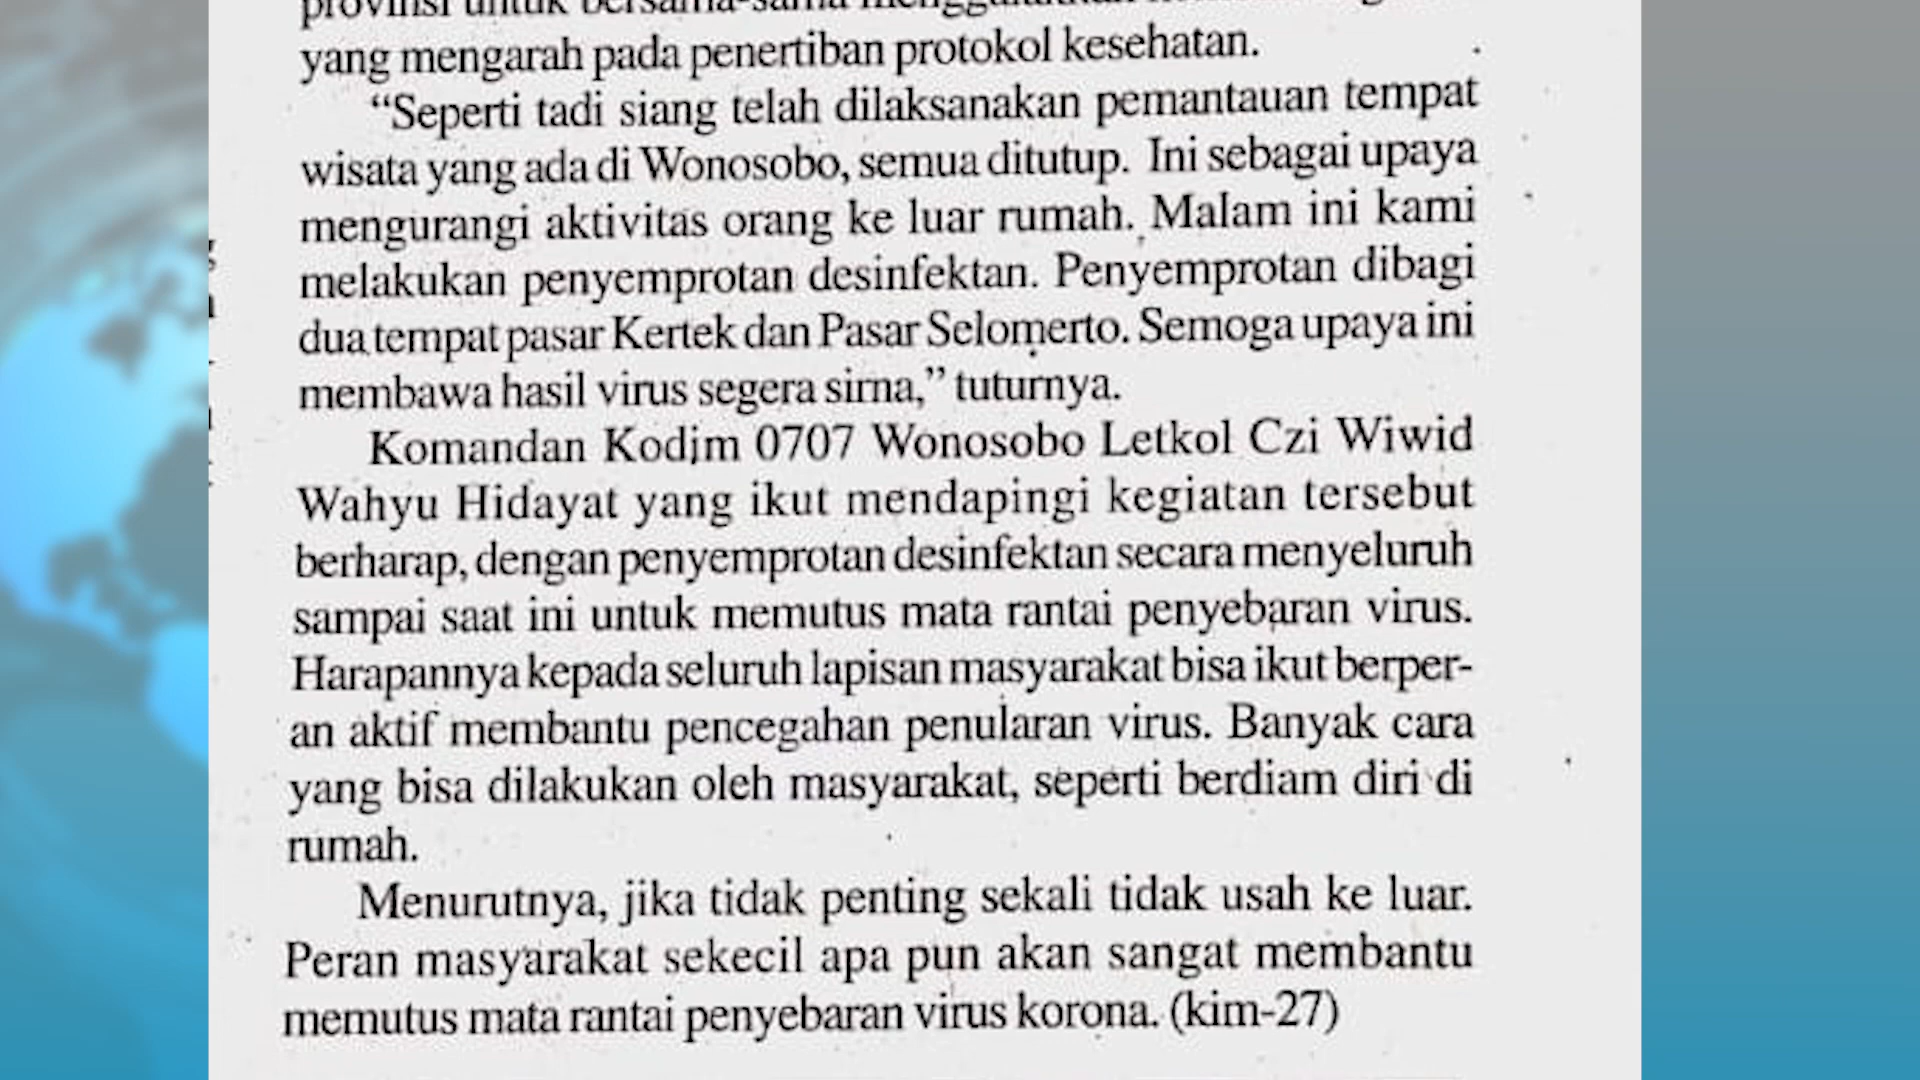 provinsi untuk bersama-sama
yang mengarah pada penertiban protokol kesehatan.
“Seperti tadi siang telah dilaksanakan pemantauan tempat
wisata yang ada di Wonosobo, semua ditutup. Ini sebagai upaya
mengurangi aktivitas orang ke luar rumah. Malam ini kami
melakukan penyemprotan desinfektan. Penyemprotan dibagi
dua tempat pasar Kertek dan Pasar Selomerto. Semoga upaya ini
membawa hasil virus segera sirna,” tuturnya.
Komandan Kodim 0707 Wonosobo Letkol Czi Wiwid
Wahyu Hidayat yang ikut mendapingi kegiatan tersebut
berharap, dengan penyemprotan desinfektan secara menyeluruh
sampai saat ini untuk memutus mata rantai penyebaran virus.
Harapannya kepada seluruh lapisan masyarakat bisa ikut berper-
an aktif membantu pencegahan penularan virus. Banyak cara
yang bisa dilakukan oleh masyarakat, seperti berdiam diri di
rumah.
Menurutnya, jika tidak penting sekali tidak usah ke luar.
Peran masyarakat sekecil apa pun akan sangat membantu
memutus mata rantai penyebaran virus korona. (kim-27)